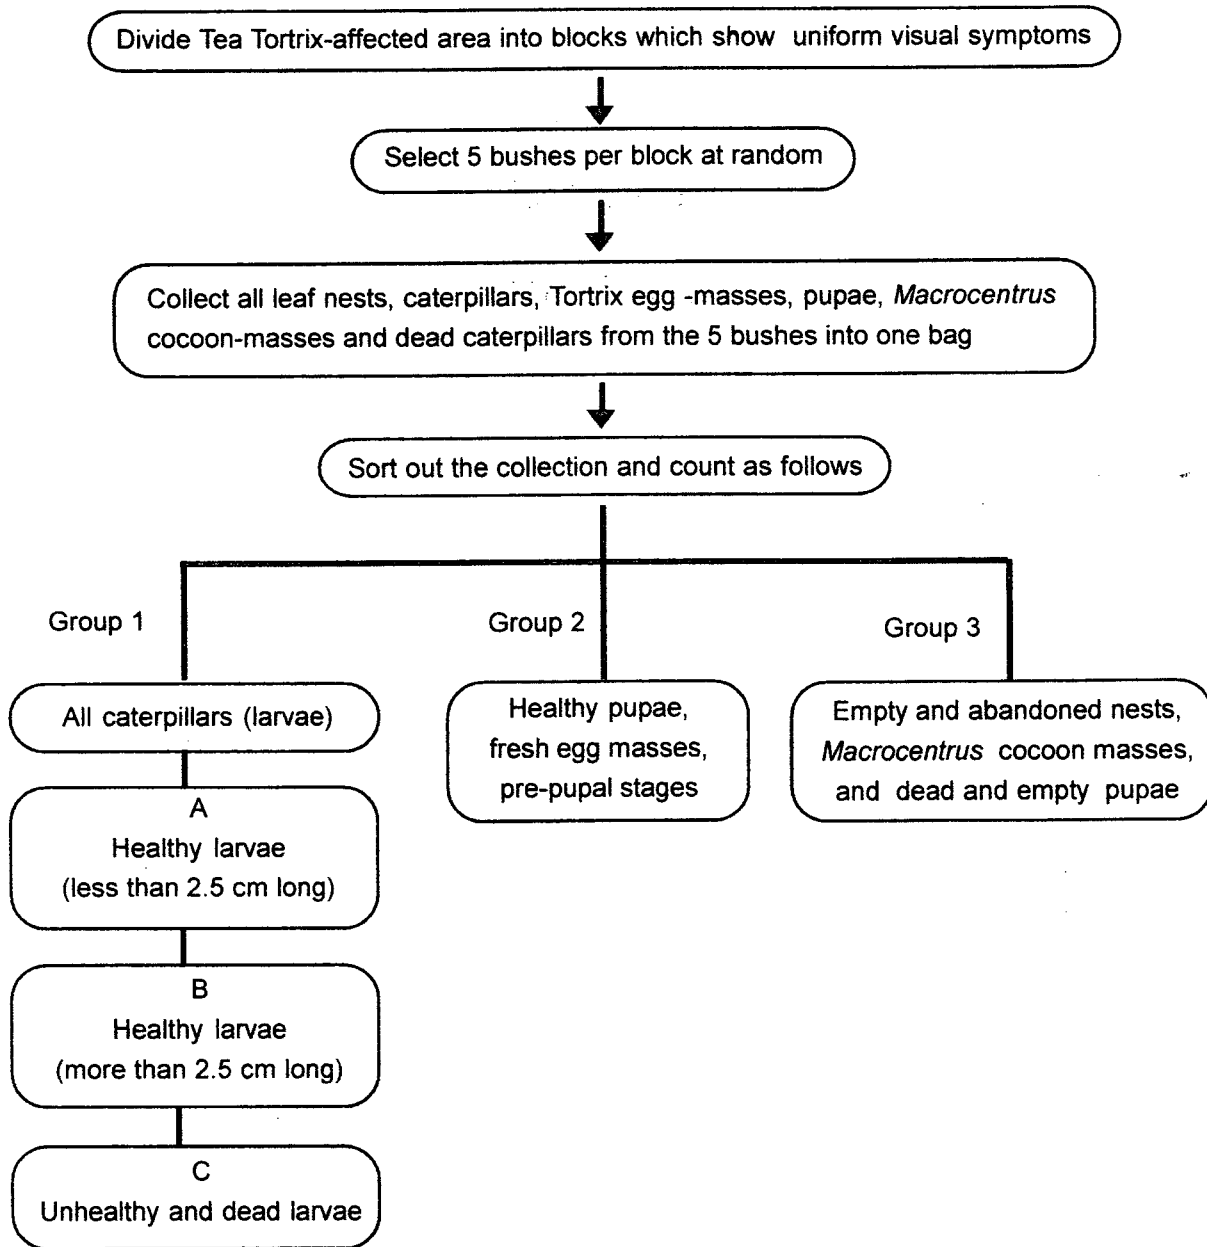 Divide Tea Tortrix-affected area into blocks which show uniform visual symptoms
Select 5 bushes per block at random
Collect all leaf nests, caterpillars, Tortrix egg -masses, pupae, Macrocentrus
cocoon-masses and dead caterpillars from the 5 bushes into one bag
Sort out the collection and count as follows
Group 1
Group 2
Group 3
All caterpillars (larvae)
Healthy pupae,
fresh egg masses,
pre-pupal stages
Empty and abandoned nests,
Macrocentrus cocoon masses,
and dead and empty pupae
A
Healthy larvae
(less than 2.5 cm long)
B
Healthy larvae
(more than 2.5 cm long)
C
Unhealthy and dead larvae